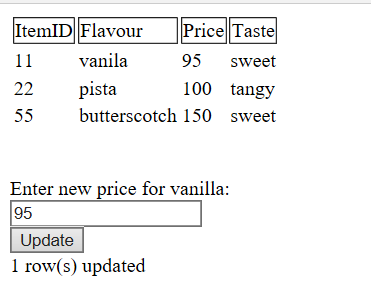 ItemID Flavour Price Taste
11 vanila 95 sweet
22 pista 100 tangy
55 butterscotch 150 sweet
Enter new price for vanilla:
95
Update
1 row(s) updated